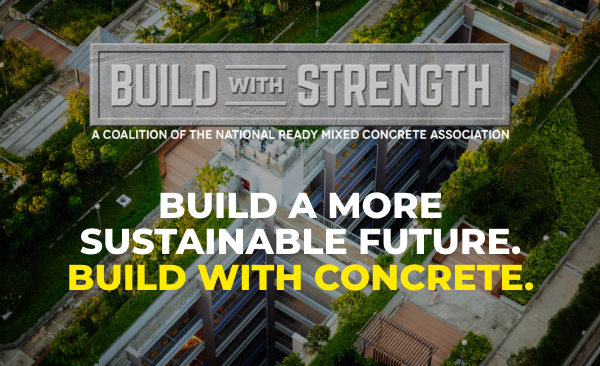 BUILD WITH STRENGTH
A COALITION OF THE NATIONAL READY MIXED CONCRETE ASSOCIATION
BUILD A MORE
SUSTAINABLE FUTURE.
BUILD WITH CONCRETE.